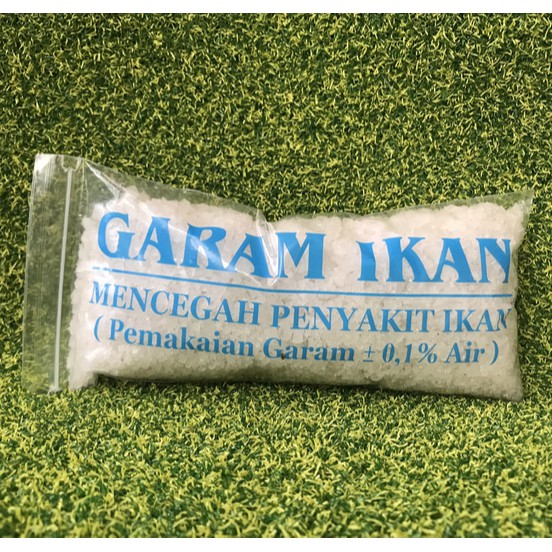 GARAM IKAN
MENCEGAH PENYAKIT IKAN
( Pemakaian Garam ± 0,1% Air )